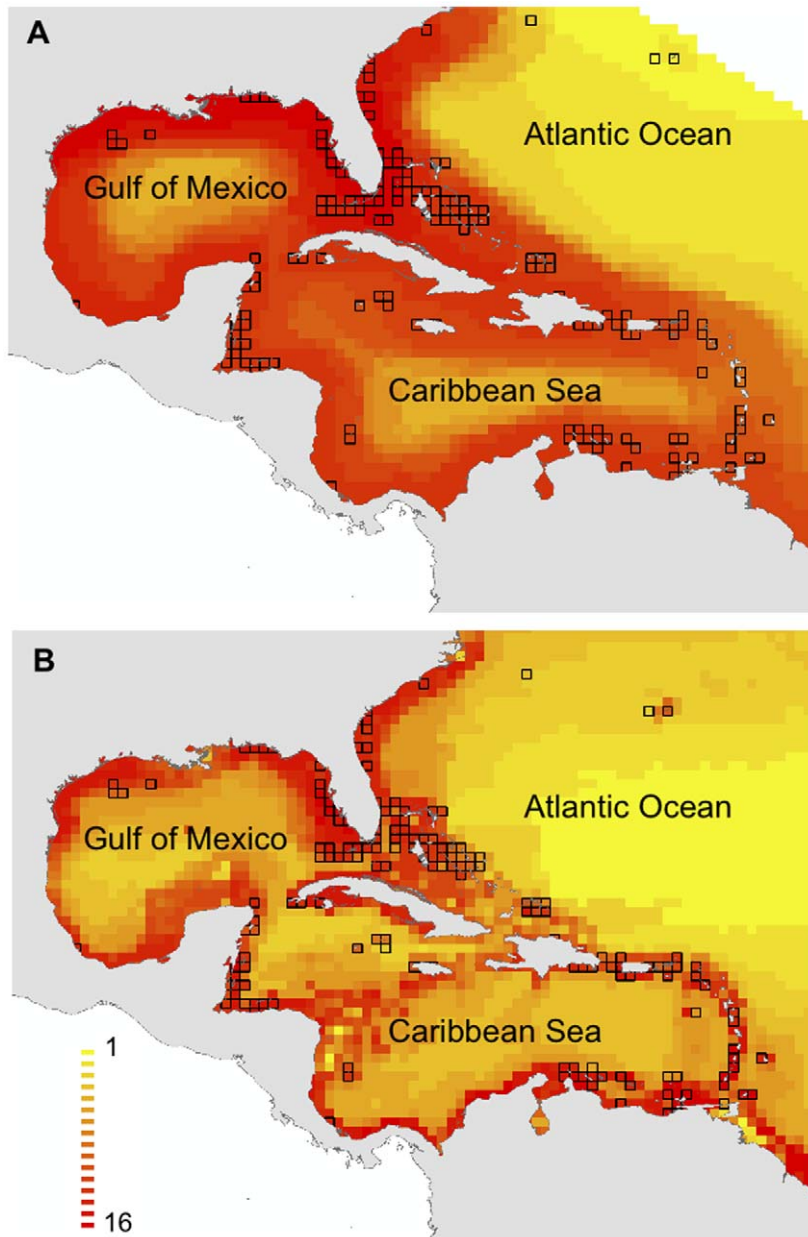 A
Atlantic Ocean
Gulf of Mexico
Caribbean Sea
B
Atlantic Ocean
Gulf of Mexico
Caribbean Sea
1
16